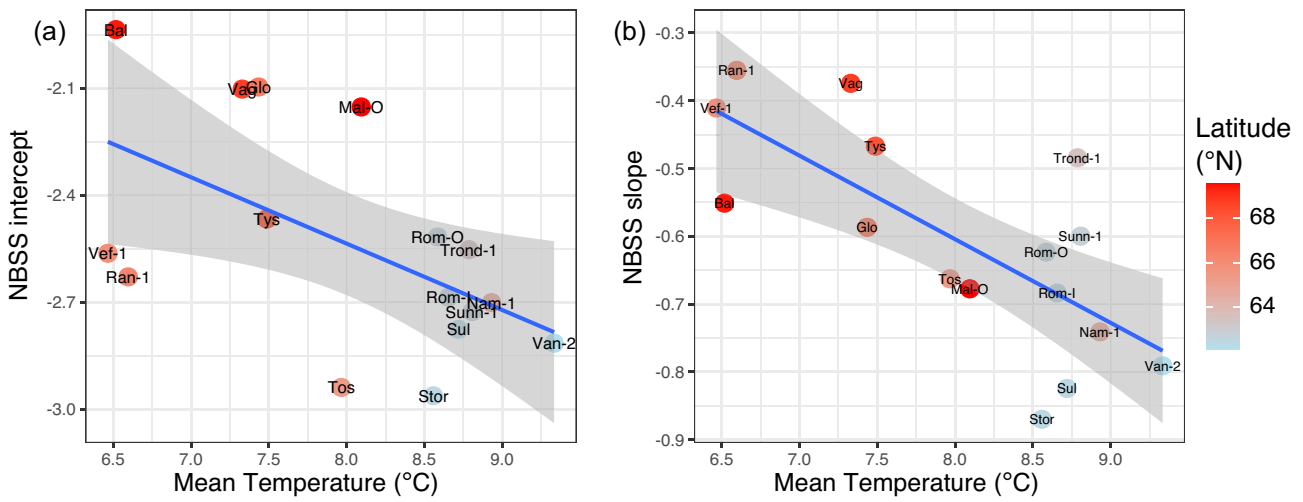 (a)
NBSS intercept
-2.1
-2.4
-2.7
-3.0
Bal
Vag
Glo
Mal-O
Tys
Rom-O
Vef-1
Trond-1
Ran-1
Rom-I
Nam-1
Sunn-1
Sul
Van-2
Tos
Stor
6.5 7.0 7.5 8.0 8.5 9.0
Mean Temperature (°C)
(b)
NBSS slope
-0.3
-0.4
-0.5
-0.6
-0.7
-0.8
-0.9
Ran-1
Vag
Vef-1
Tys
Trond-1
Bal
Glo
Sunn-1
Rom-O
Tos
Mal-O
Rom-I
Nam-1
Van-2
Sul
Stor
6.5 7.0 7.5 8.0 8.5 9.0
Mean Temperature (°C)
Latitude
(°N)
68
66
64